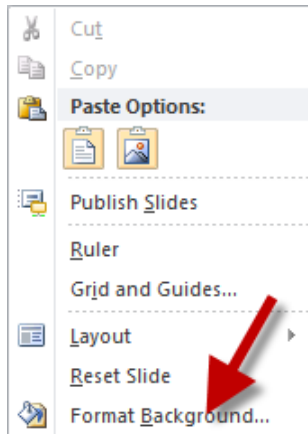 Cut
Copy
Paste Options:
Publish Slides
Ruler
Grid and Guides...
Layout
Reset Slide
Format Background...